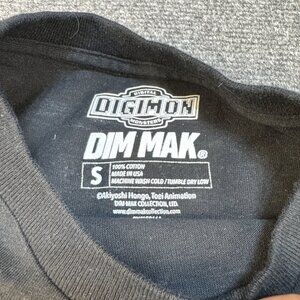 DIGITAL
DIGIMON
MONSTERS
DIM MAK®
S
100% COTTON
MADE IN USA
MACHINE WASH COLD / TUMBLE DRY LOW
©Akiyoshi Hongo, Toei Animation
DIM MAK COLLECTION, LTD.
www.dimmakcollection.com